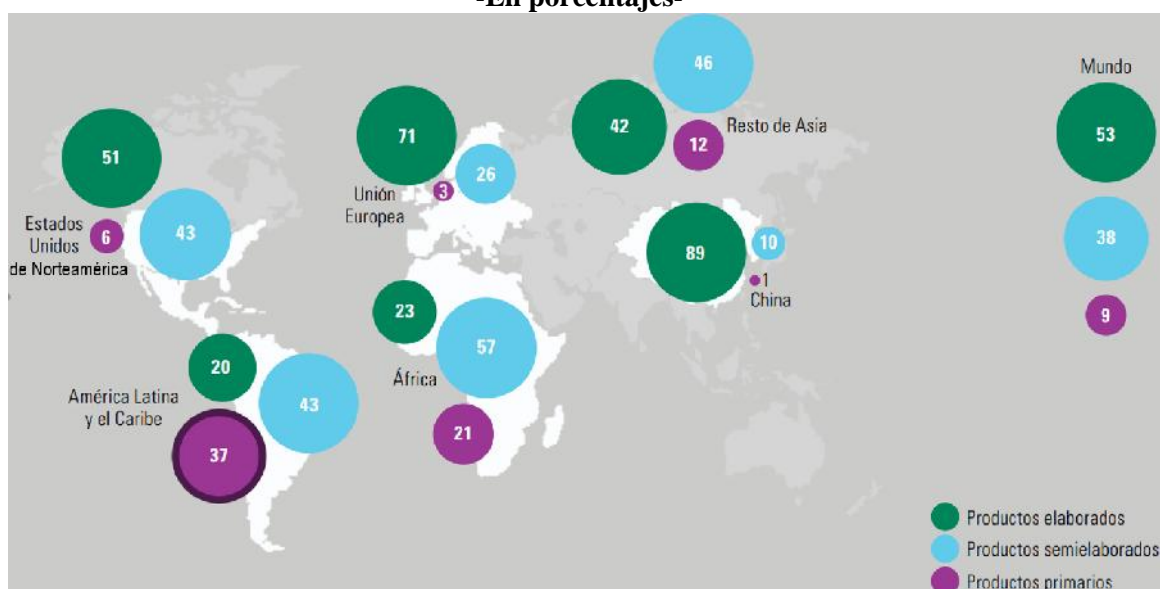 -En porcentajes-
51
Estados
Unidos
de Norteamérica
6
43
71
Unión
Europea
3
26
46
42
12
Resto de Asia
89
10
1
China
20
América Latina
y el Caribe
43
37
23
África
57
21
Mundo
53
38
9
Productos elaborados
Productos semielaborados
Productos primarios